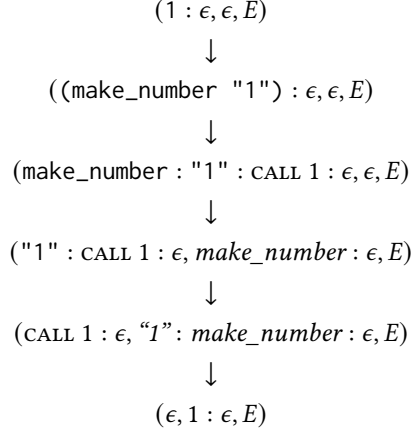 (1 : ϵ, ϵ, E)
↓
((make_number "1") : ϵ, ϵ, E)
↓
(make_number : "1" : CALL 1 : ϵ, ϵ, E)
↓
("1" : CALL 1 : ϵ, make_number : ϵ, E)
↓
(CALL 1 : ϵ, “1” : make_number : ϵ, E)
↓
(ϵ, 1 : ϵ, E)